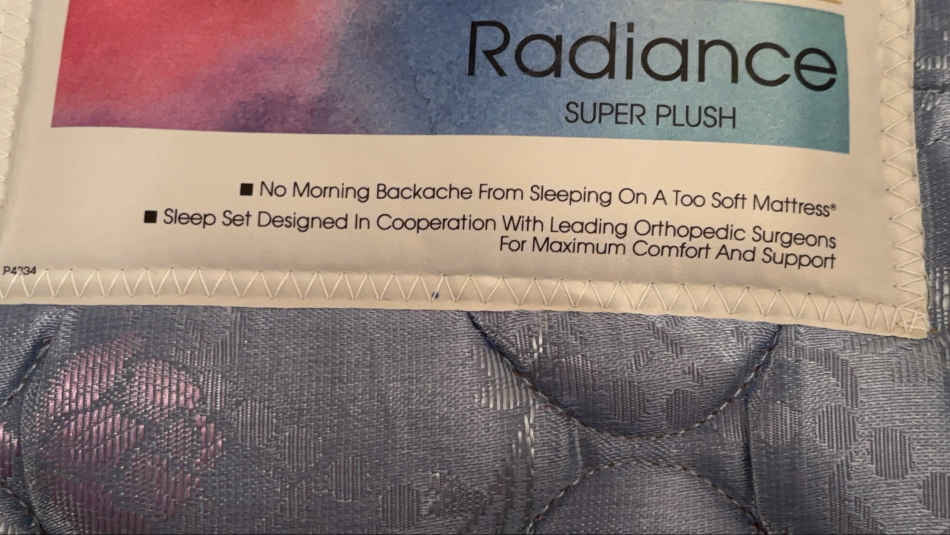 Radiance
SUPER PLUSH
■ No Morning Backache From Sleeping On A Too Soft Mattress®
■ Sleep Set Designed In Cooperation With Leading Orthopedic Surgeons
For Maximum Comfort And Support